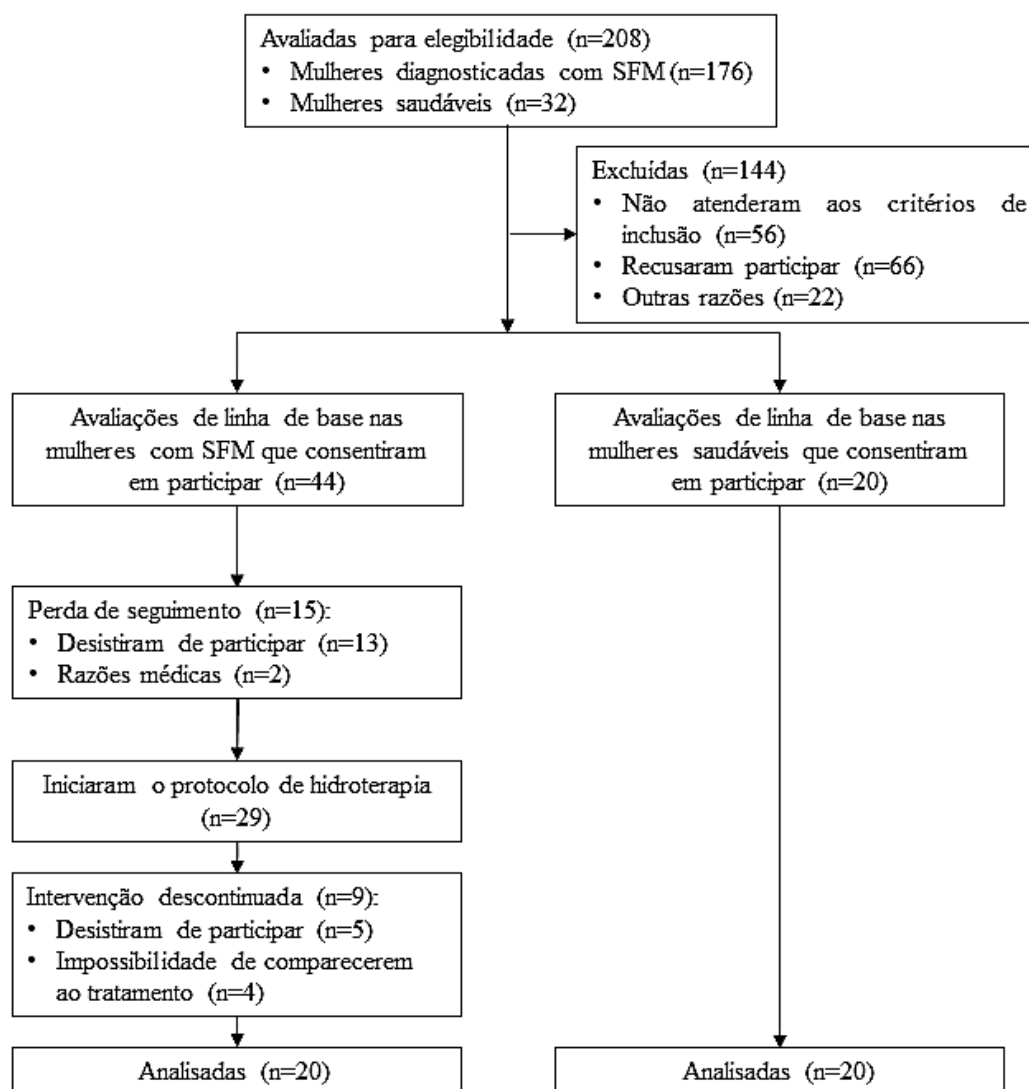 Avaliadas para elegibilidade (n=208)
• Mulheres diagnosticadas com SFM (n=176)
• Mulheres saudáveis (n=32)
Excluídas (n=144)
• Não atenderam aos critérios de
inclusão (n=56)
• Recusaram participar (n=66)
• Outras razões (n=22)
Avaliações de linha de base nas
mulheres com SFM que consentiram
em participar (n=44)
Avaliações de linha de base nas
mulheres saudáveis que consentiram
em participar (n=20)
Perda de seguimento (n=15):
• Desistiram de participar (n=13)
• Razões médicas (n=2)
Iniciaram o protocolo de hidroterapia
(n=29)
Intervenção descontinuada (n=9):
• Desistiram de participar (n=5)
• Impossibilidade de comparecerem
ao tratamento (n=4)
Analisadas (n=20)
Analisadas (n=20)